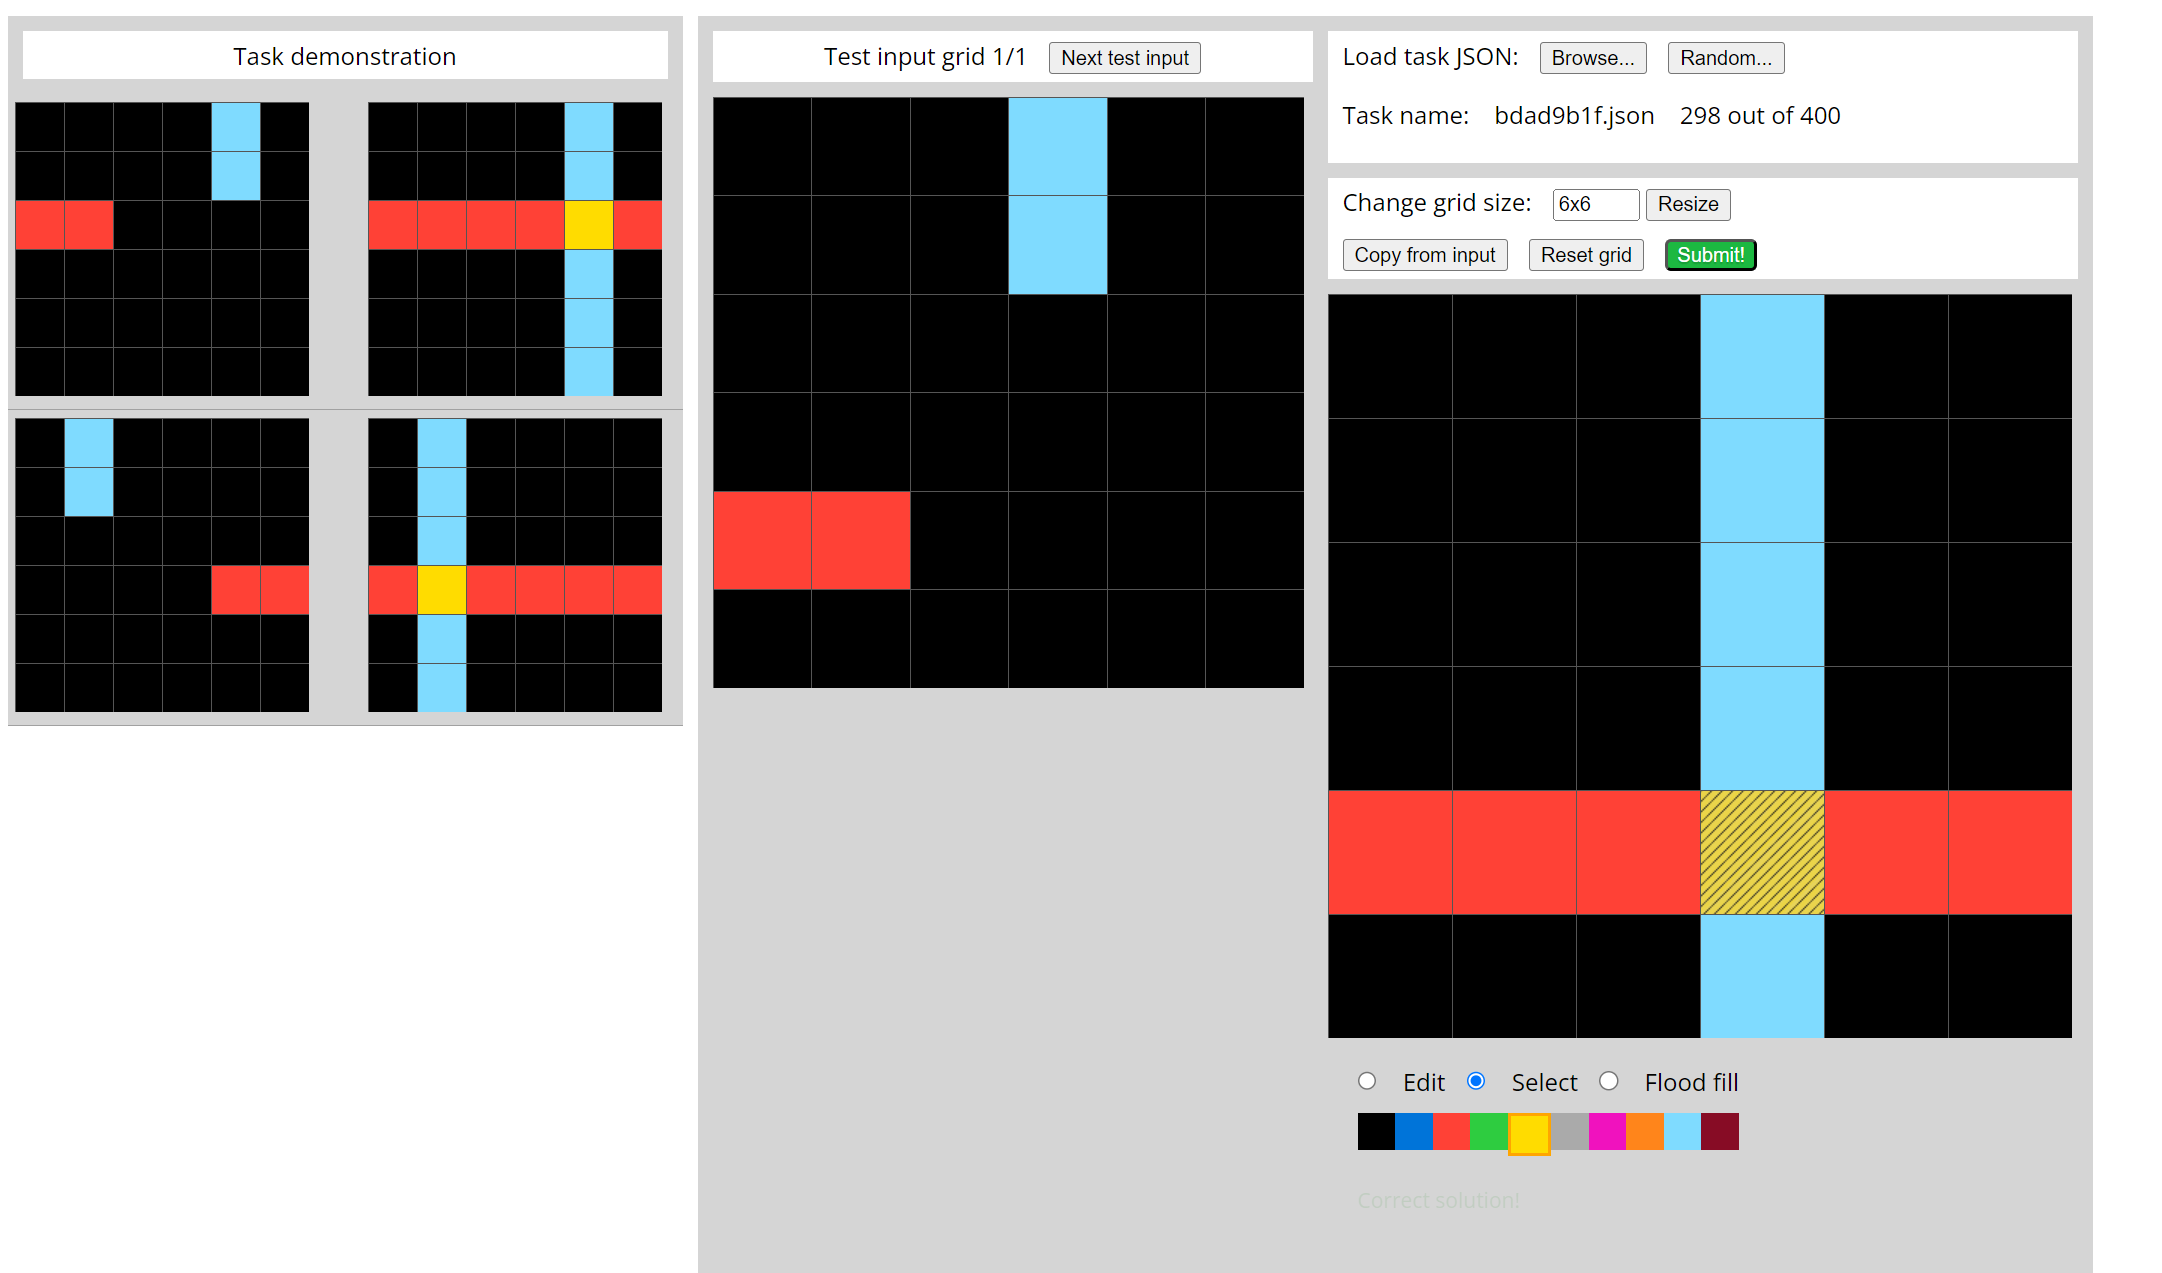 Task demonstration
Test input grid 1/1 Next test input
Load task JSON: Browse... Random...
Task name: bdad9b1f.json 298 out of 400
Change grid size: 6x6 Resize
Copy from input Reset grid Submit!
Edit Select Flood fill
Correct solution!